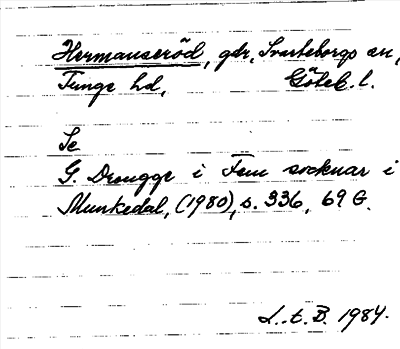 Hermanseröd, gdr, Svarteborgs sn,
Tunge hd, Göteb. l.
Se
G. Drougge i Fem socknar i
Munkedal, (1980), s. 336, 69 G.
L. t. B. 1984.